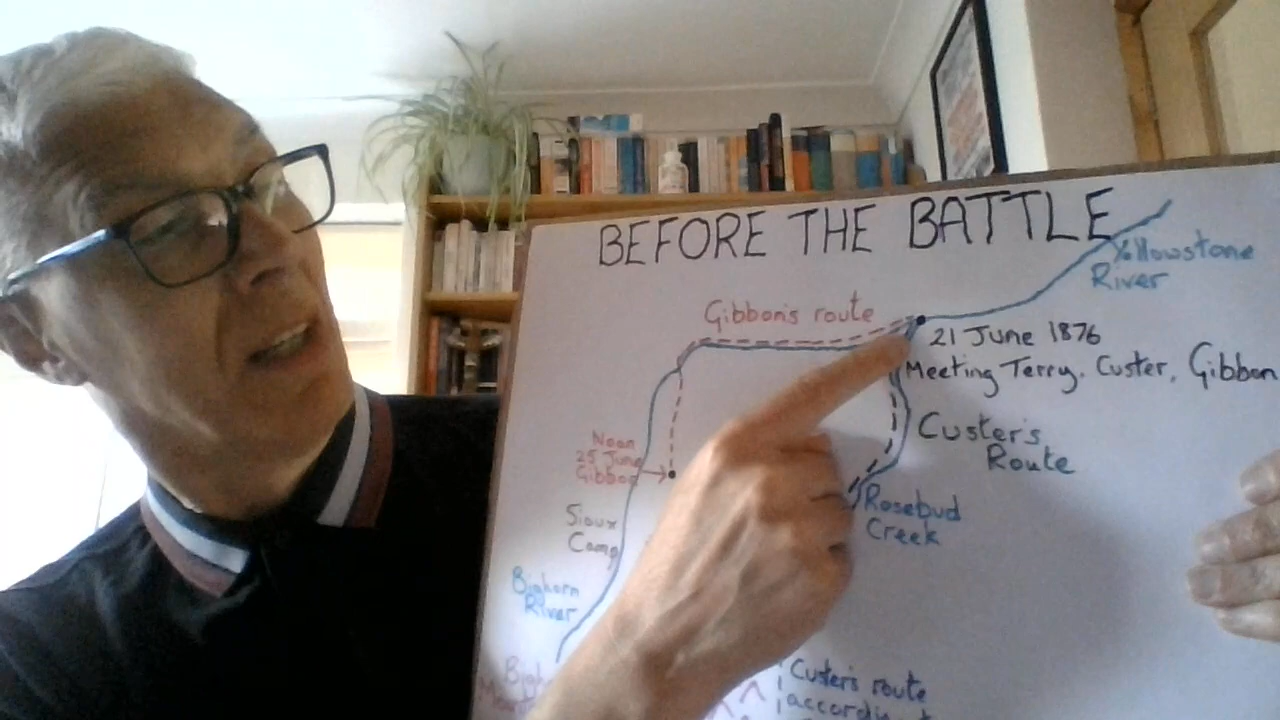 BEFORE THE BATTLE
Yellowstone
River
Gibbon's route
21 June 1876
Meeting Terry, Custer, Gibbon
Custer's
Route
Noon
25 June
Gibbon
Rosebud
Creek
Sioux
Camp
Bighorn
River
Custer's route